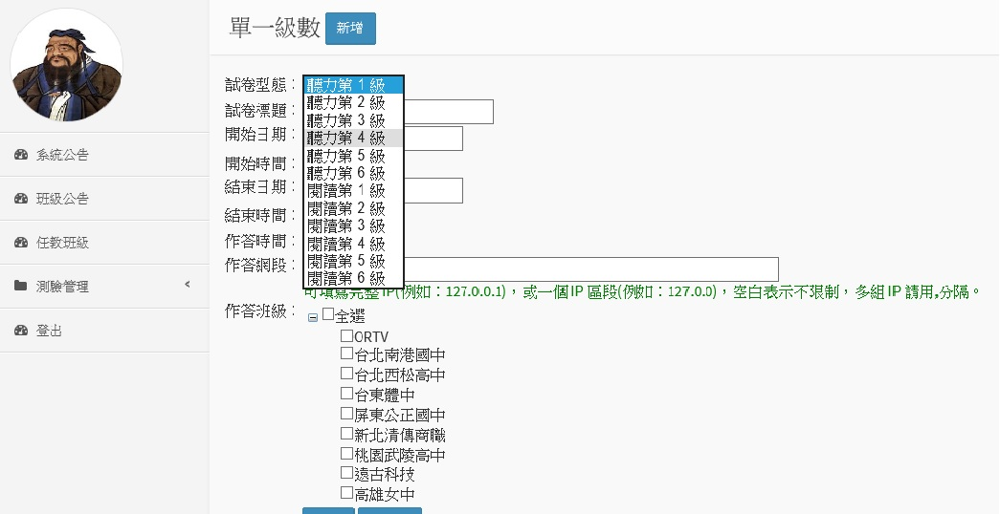 單一級數 新增
系統公告
班級公告
任教班級
測驗管理
登出
試卷型態：
聽力第 1 級
聽力第 2 級
聽力第 3 級
聽力第 4 級
聽力第 5 級
聽力第 6 級
閱讀第 1 級
閱讀第 2 級
閱讀第 3 級
閱讀第 4 級
閱讀第 5 級
閱讀第 6 級
試卷標題：
開始日期：
開始時間：
結束日期：
結束時間：
作答時間：
作答網段：
可填寫完整 IP(例如：127.0.0.1)，或一個 IP 區段(例如：127.0.0)，空白表示不限制，多組 IP 請用,分隔。
作答班級：
全選
ORTV
台北南港國中
台北西松高中
台東體中
屏東公正國中
新北清傳商職
桃園武陵高中
遠古科技
高雄女中